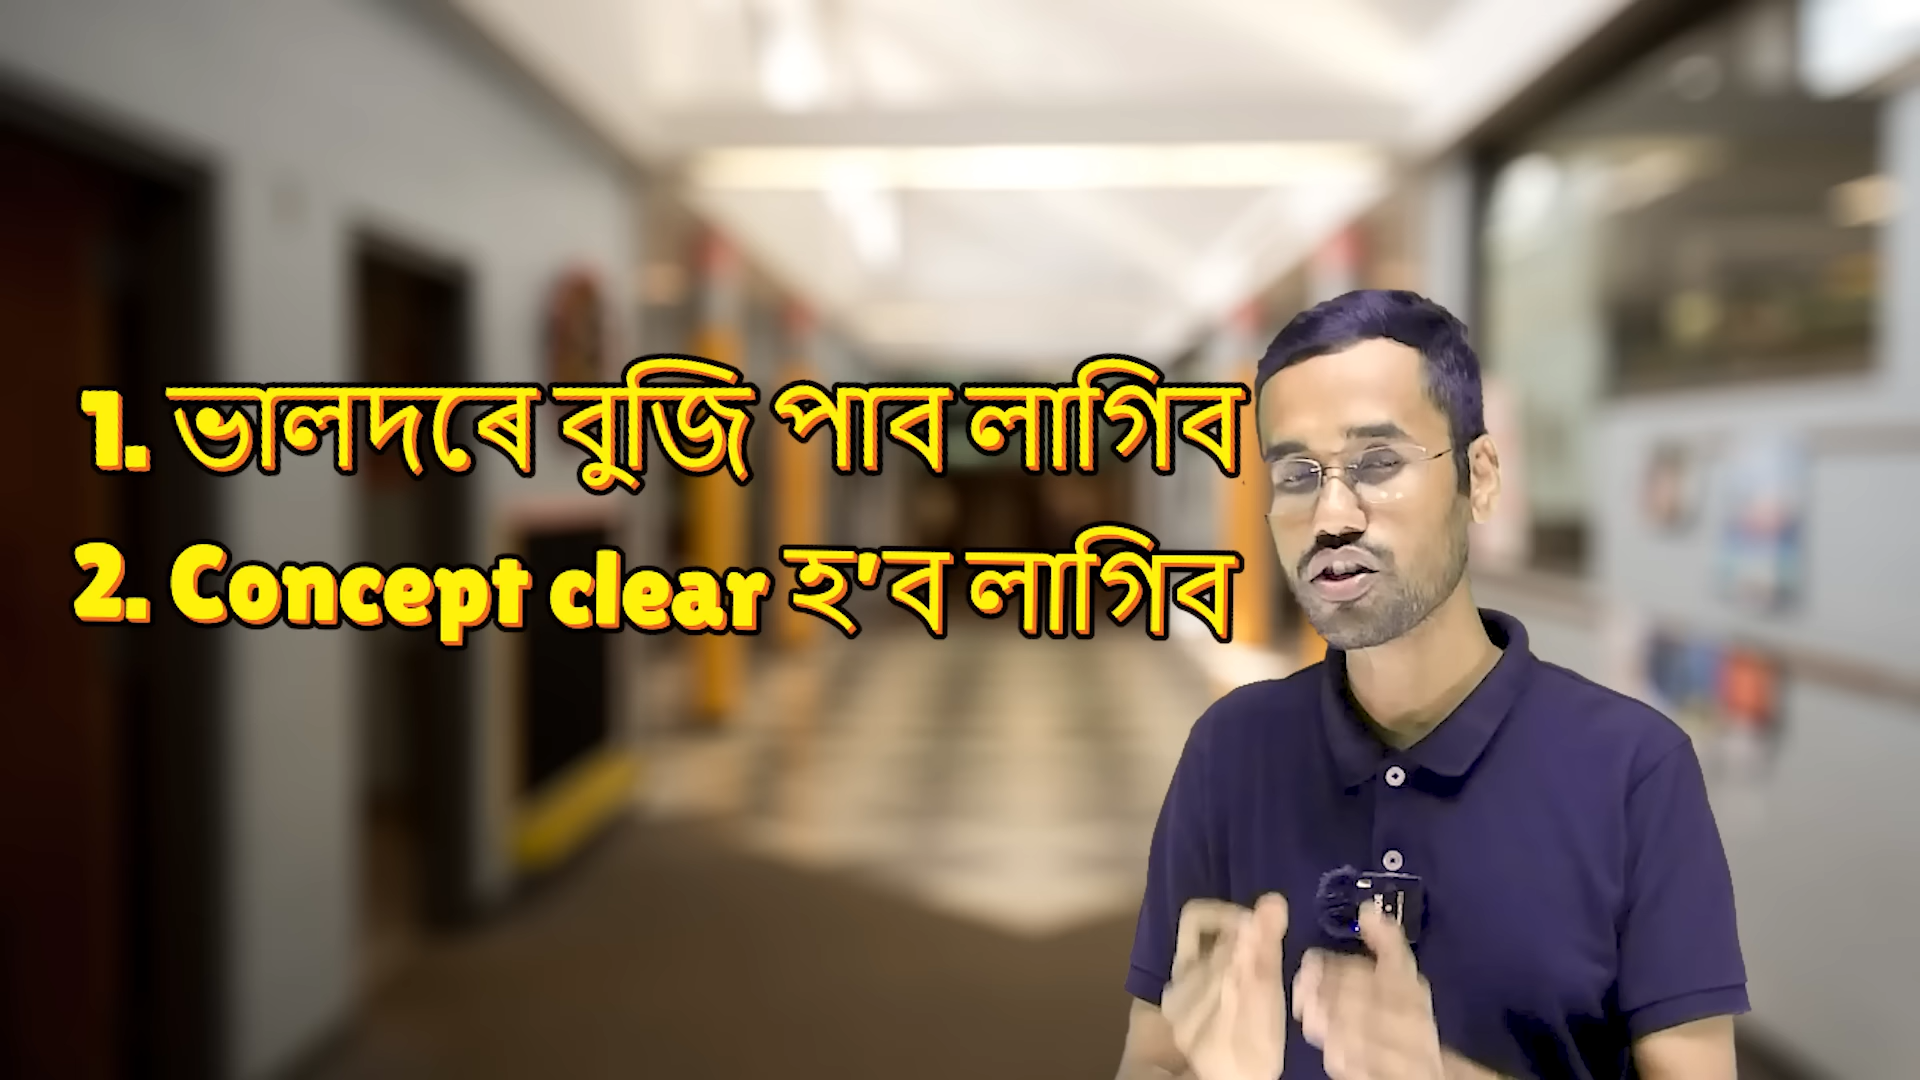 1. ভালদৰে বুজি পাব লাগিব
2. Concept clear হ'ব লাগিব